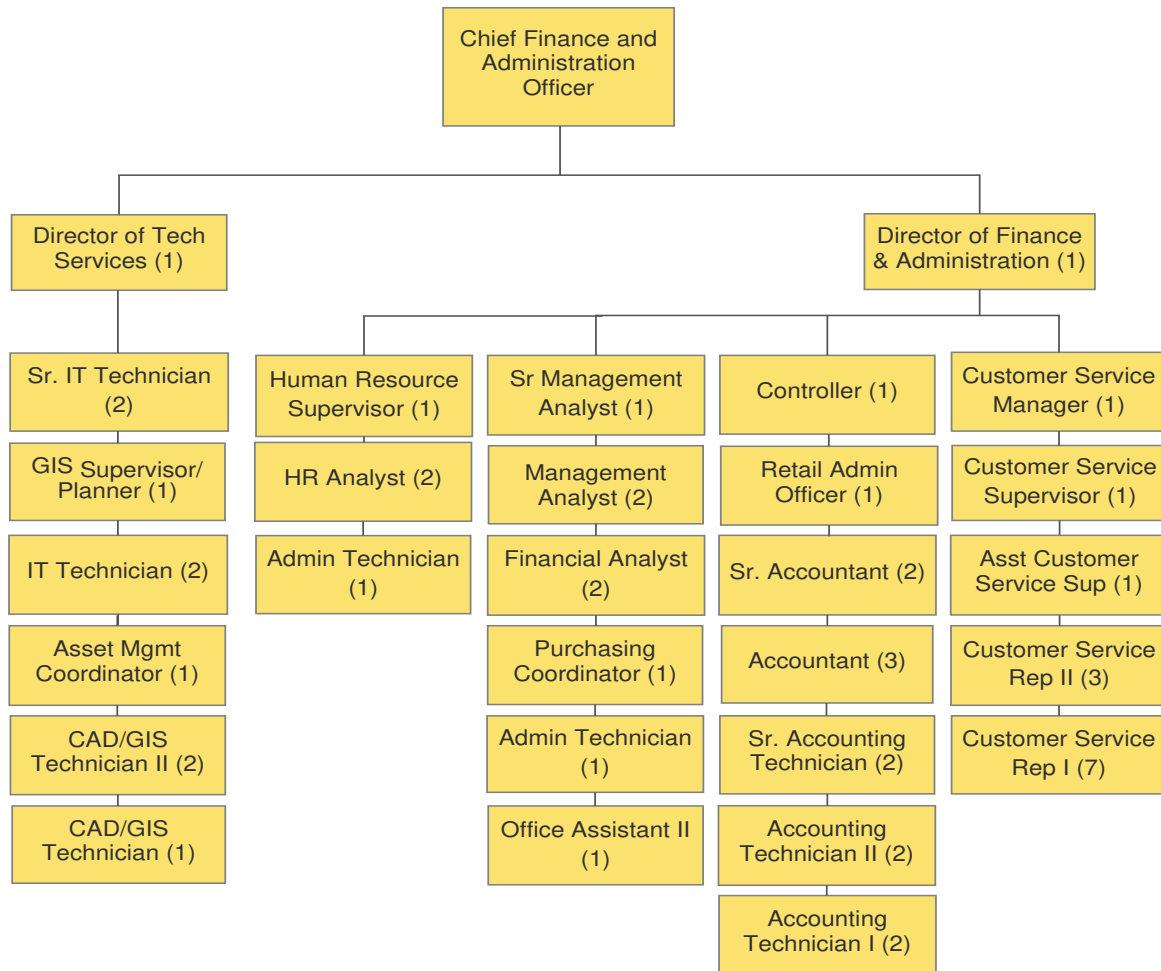 Chief Finance and
Administration
Officer
Director of Tech
Services (1)
Director of Finance
& Administration (1)
Sr. IT Technician
(2)
GIS Supervisor/
Planner (1)
IT Technician (2)
Asset Mgmt
Coordinator (1)
CAD/GIS
Technician II (2)
CAD/GIS
Technician (1)
Human Resource
Supervisor (1)
HR Analyst (2)
Admin Technician
(1)
Sr Management
Analyst (1)
Management
Analyst (2)
Financial Analyst
(2)
Purchasing
Coordinator (1)
Admin Technician
(1)
Office Assistant II
(1)
Controller (1)
Retail Admin
Officer (1)
Sr. Accountant (2)
Accountant (3)
Sr. Accounting
Technician (2)
Accounting
Technician II (2)
Accounting
Technician I (2)
Customer Service
Manager (1)
Customer Service
Supervisor (1)
Asst Customer
Service Sup (1)
Customer Service
Rep II (3)
Customer Service
Rep I (7)